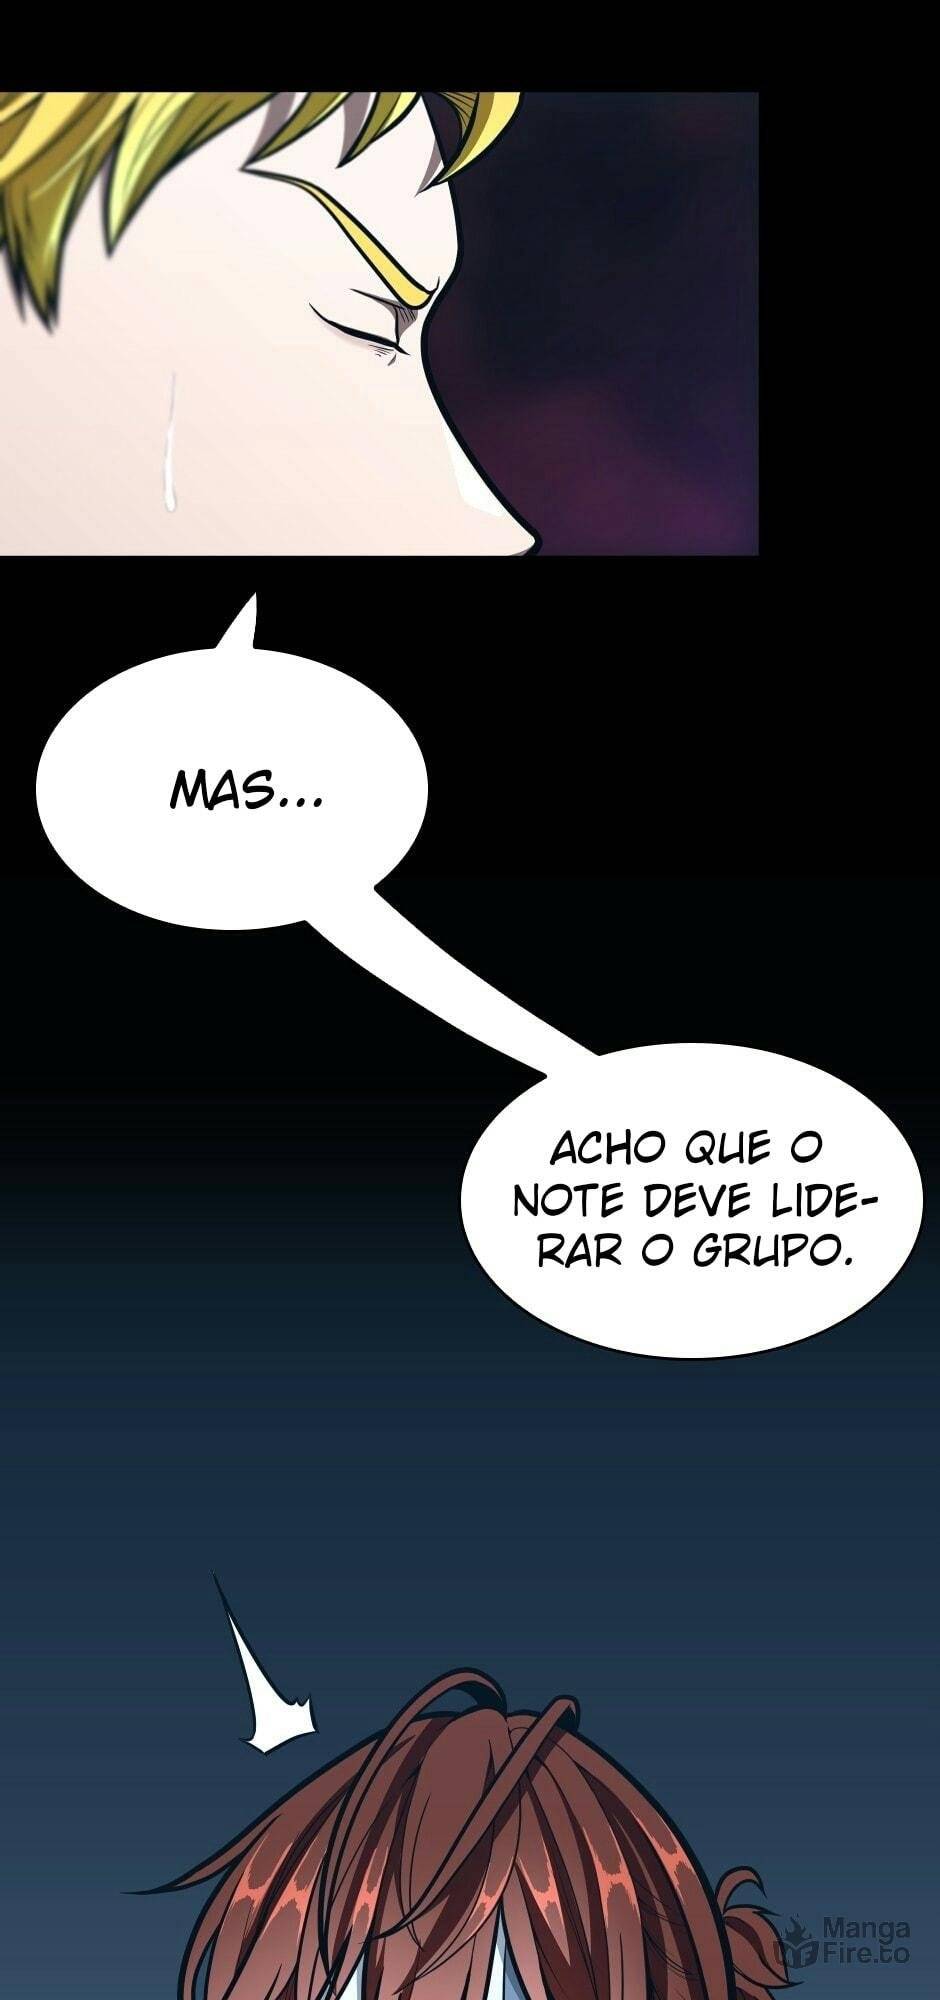 MAS...
ACHO QUE O
NOTE DEVE LIDE-
RAR O GRUPO.
Manga
Fire.to